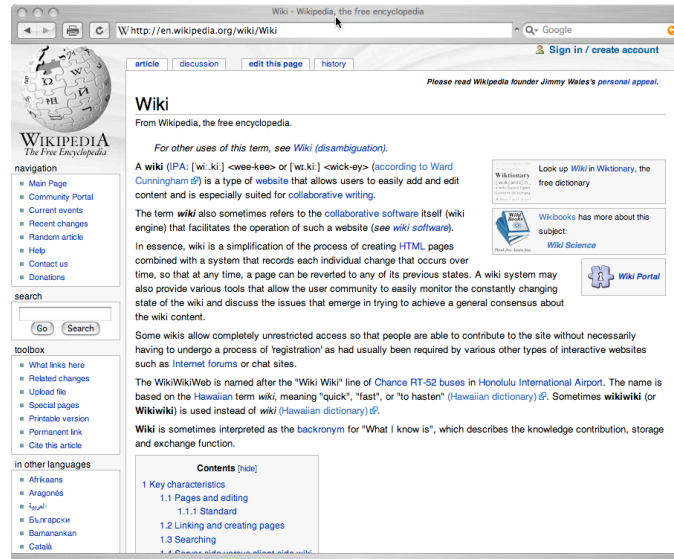 Wiki - Wikipedia, the free encyclopedia
W http://en.wikipedia.org/wiki/Wiki
Google
Sign in / create account
article discussion edit this page history
Please read Wikipedia founder Jimmy Wales's personal appeal.
WIKIPEDIA
The Free Encyclopedia
navigation
Main Page
Community Portal
Current events
Recent changes
Random article
Help
Contact us
Donations
search
Go Search
toolbox
What links here
Related changes
Upload file
Special pages
Printable version
Permanent link
Cite this article
in other languages
Afrikaans
Aragonés
العربية
Български
Bamanankan
Català
Wiki
From Wikipedia, the free encyclopedia.
For other uses of this term, see Wiki (disambiguation).
A wiki (IPA: [ˈwiː.kiː] <wee-kee> or [ˈwɪ.kiː] <wick-ey> (according to Ward
Cunningham) is a type of website that allows users to easily add and edit
content and is especially suited for collaborative writing.
The term wiki also sometimes refers to the collaborative software itself (wiki
engine) that facilitates the operation of such a website (see wiki software).
In essence, wiki is a simplification of the process of creating HTML pages
combined with a system that records each individual change that occurs over
time, so that at any time, a page can be reverted to any of its previous states. A wiki system may
also provide various tools that allow the user community to easily monitor the constantly changing
state of the wiki and discuss the issues that emerge in trying to achieve a general consensus about
the wiki content.
Some wikis allow completely unrestricted access so that people are able to contribute to the site without necessarily
having to undergo a process of 'registration' as had usually been required by various other types of interactive websites
such as Internet forums or chat sites.
The WikiWikiWeb is named after the "Wiki Wiki" line of Chance RT-52 buses in Honolulu International Airport. The name is
based on the Hawaiian term wiki, meaning "quick", "fast", or "to hasten" (Hawaiian dictionary). Sometimes wikiwiki (or
Wikiwiki) is used instead of wiki (Hawaiian dictionary).
Wiki is sometimes interpreted as the backronym for "What I know is", which describes the knowledge contribution, storage
and exchange function.
Wiktionary
Look up Wiki in Wiktionary, the
free dictionary
Wiki Books
Wikibooks has more about this
subject:
Wiki Science
Wiki Portal
Contents [hide]
1 Key characteristics
1.1 Pages and editing
1.1.1 Standard
1.2 Linking and creating pages
1.3 Searching
1.4 Server-side versus client-side wiki